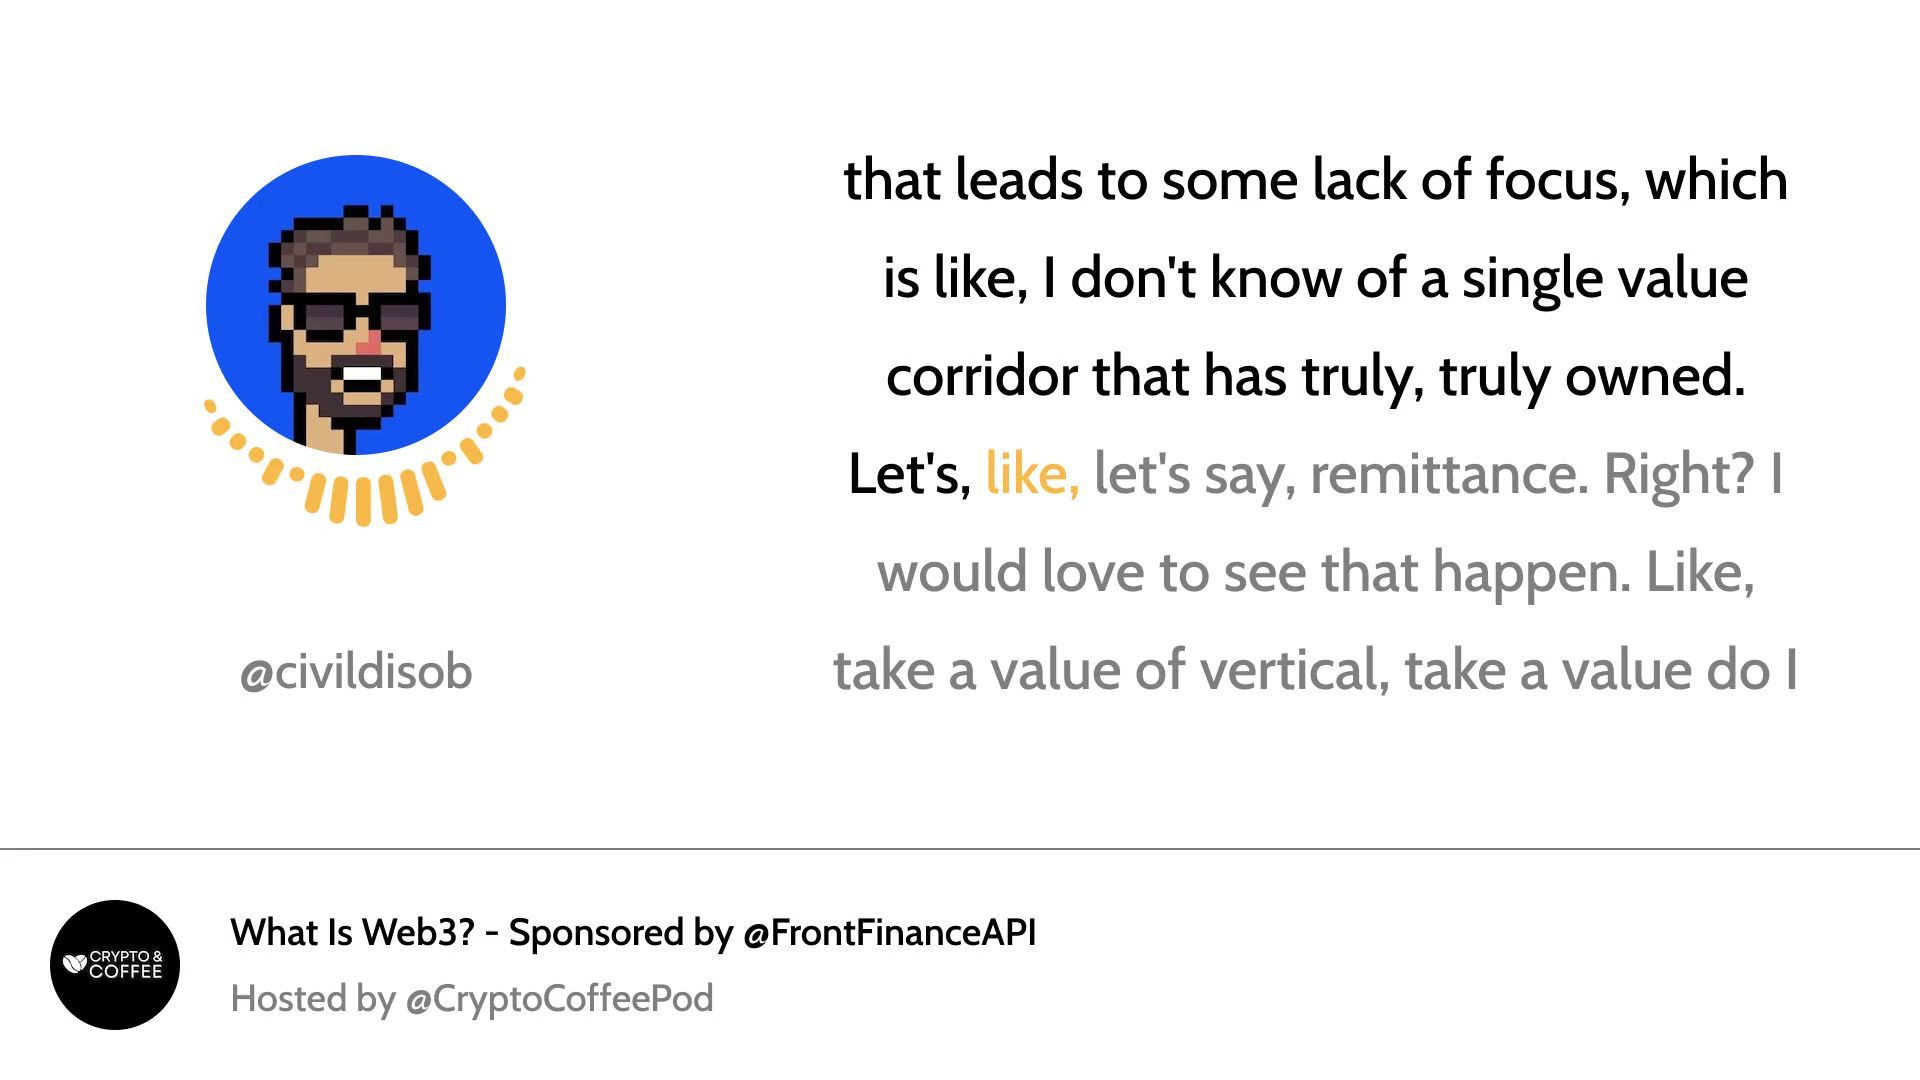 that leads to some lack of focus, which
is like, I don't know of a single value
corridor that has truly, truly owned.
Let's, like, let's say, remittance. Right? I
would love to see that happen. Like,
take a value of vertical, take a value do I
@civildisob
CRYPTO &
COFFEE
What Is Web3? - Sponsored by @FrontFinanceAPI
Hosted by @CryptoCoffeePod